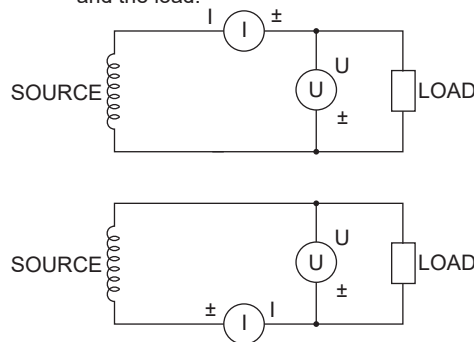 and the load.
I I ±
U
SOURCE U LOAD
±
U
SOURCE U LOAD
±
± I I